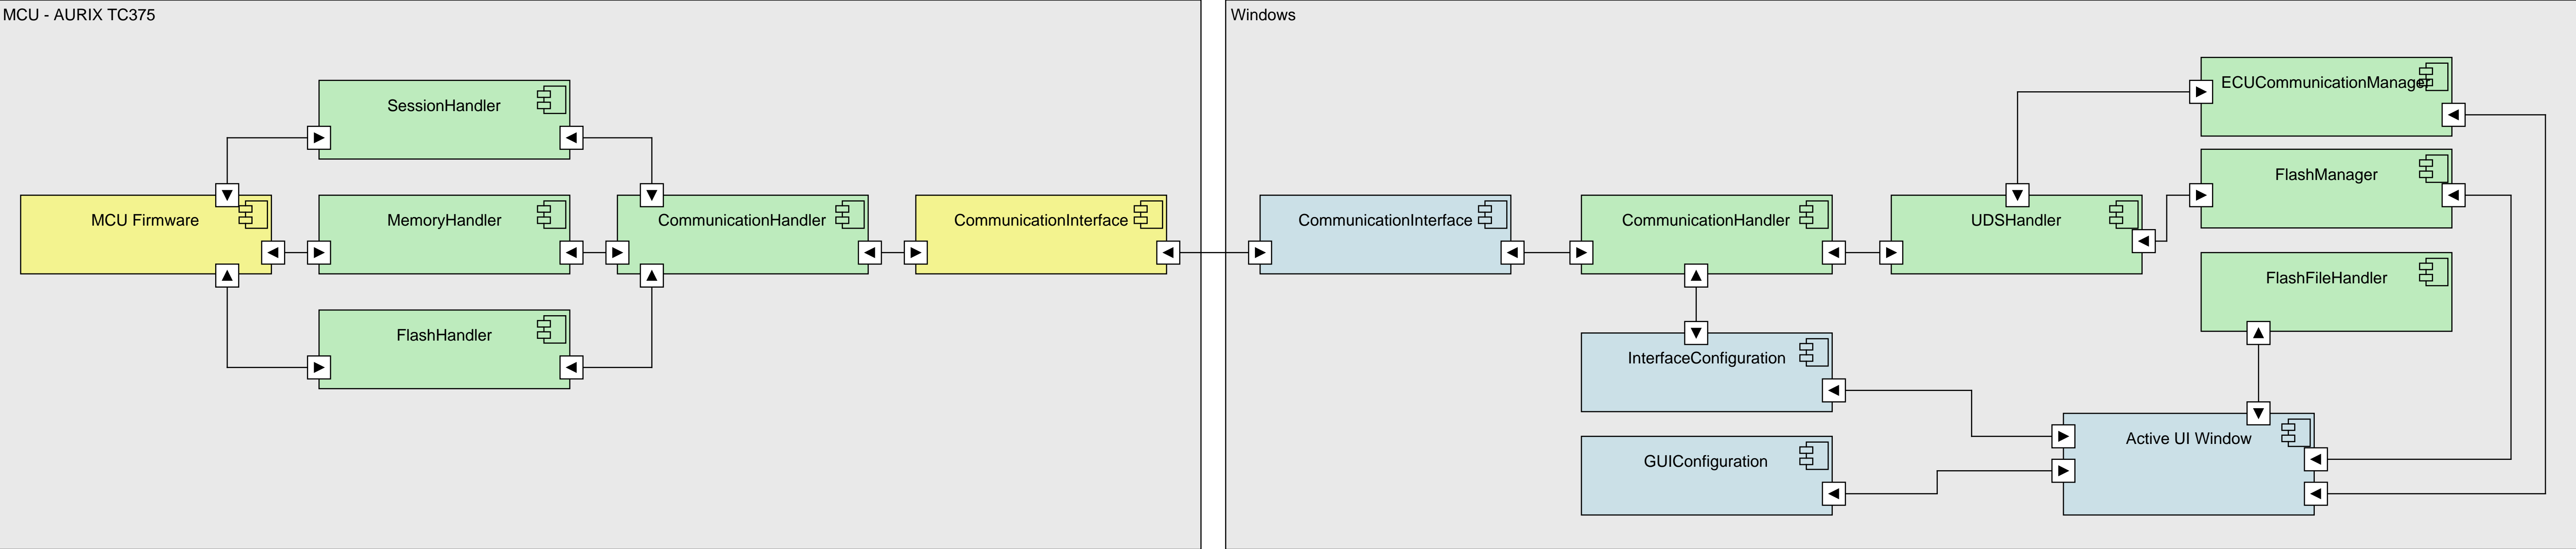 MCU - AURIX TC375
SessionHandler
MCU Firmware
MemoryHandler
CommunicationHandler
CommunicationInterface
FlashHandler
Windows
ECUCommunicationManager
FlashManager
CommunicationInterface
CommunicationHandler
UDSHandler
FlashFileHandler
InterfaceConfiguration
Active UI Window
GUIConfiguration